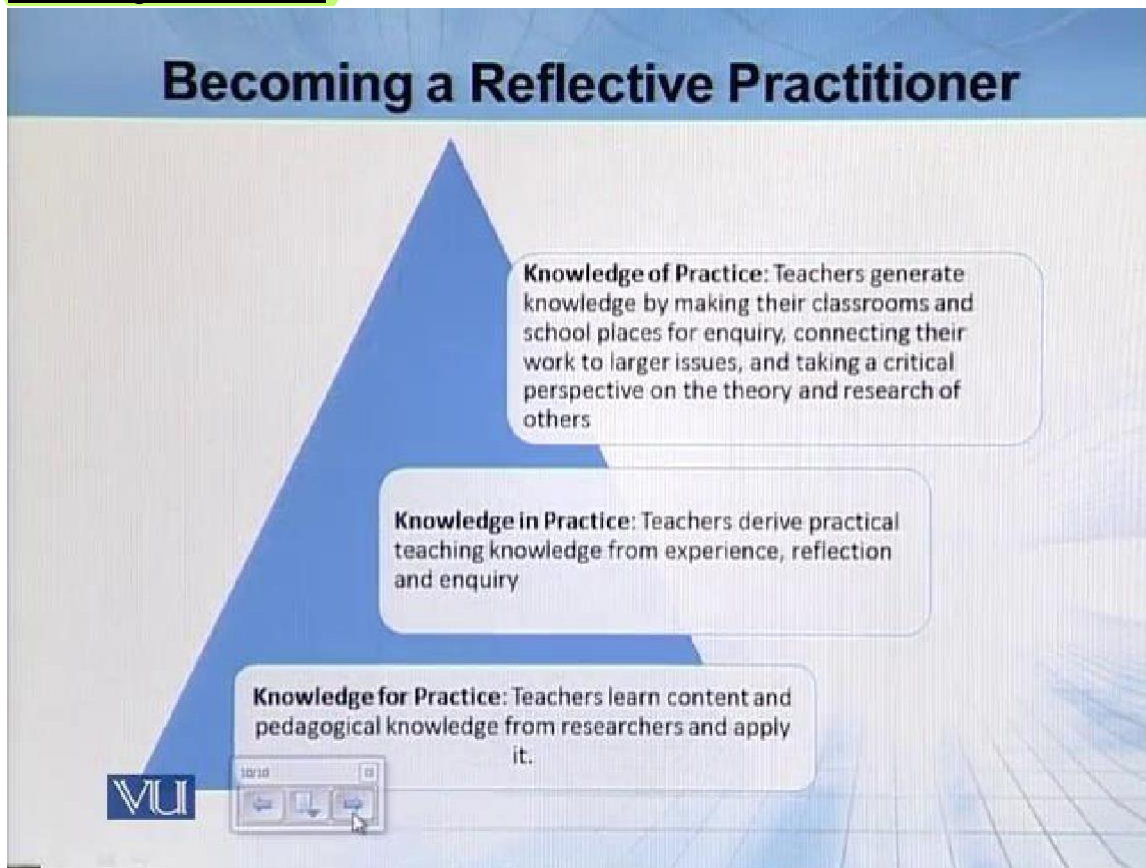 Becoming a Reflective Practitioner
Knowledge of Practice: Teachers generate
knowledge by making their classrooms and
school places for enquiry, connecting their
work to larger issues, and taking a critical
perspective on the theory and research of
others
Knowledge in Practice: Teachers derive practical
teaching knowledge from experience, reflection
and enquiry
Knowledge for Practice: Teachers learn content and
pedagogical knowledge from researchers and apply
it.
10/10
VU